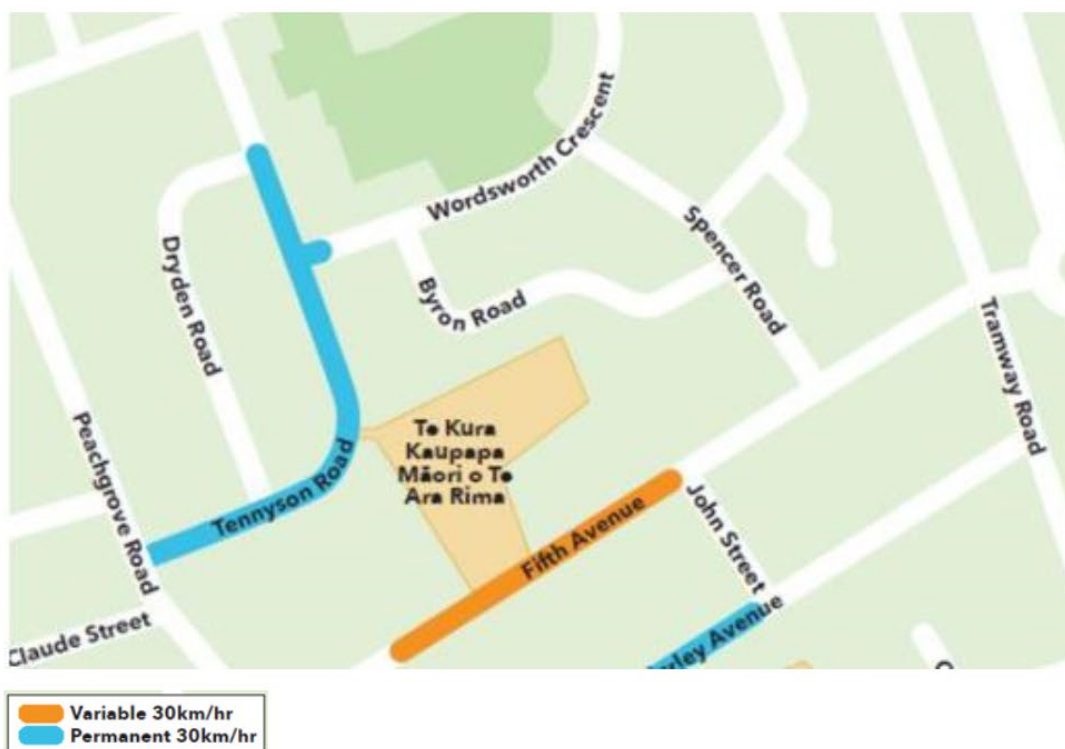 Wordsworth Crescent
Spencer Road
Dryden Road
Byron Road
Tramway Road
Te Kura
Kaupapa
Māori o Te
Ara Rima
Peachgrove Road
Tennyson Road
John Street
Fifth Avenue
Claude Street
Avenue
Variable 30km/hr
Permanent 30km/hr